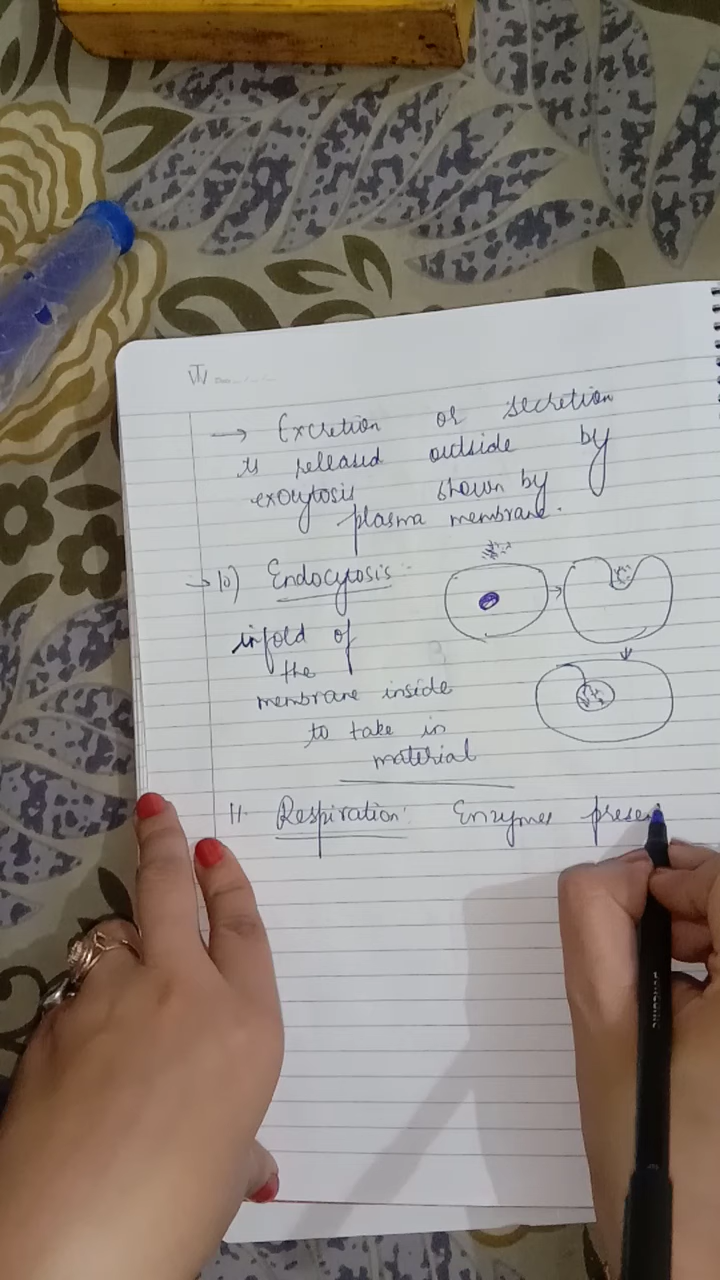 → Excretion or secretion
is released outside by
exocytosis shown by
plasma membrane.
→ 10) Endocytosis:
infold of
the
membrane inside
to take in
material
11. Respiration: Enzymes presen